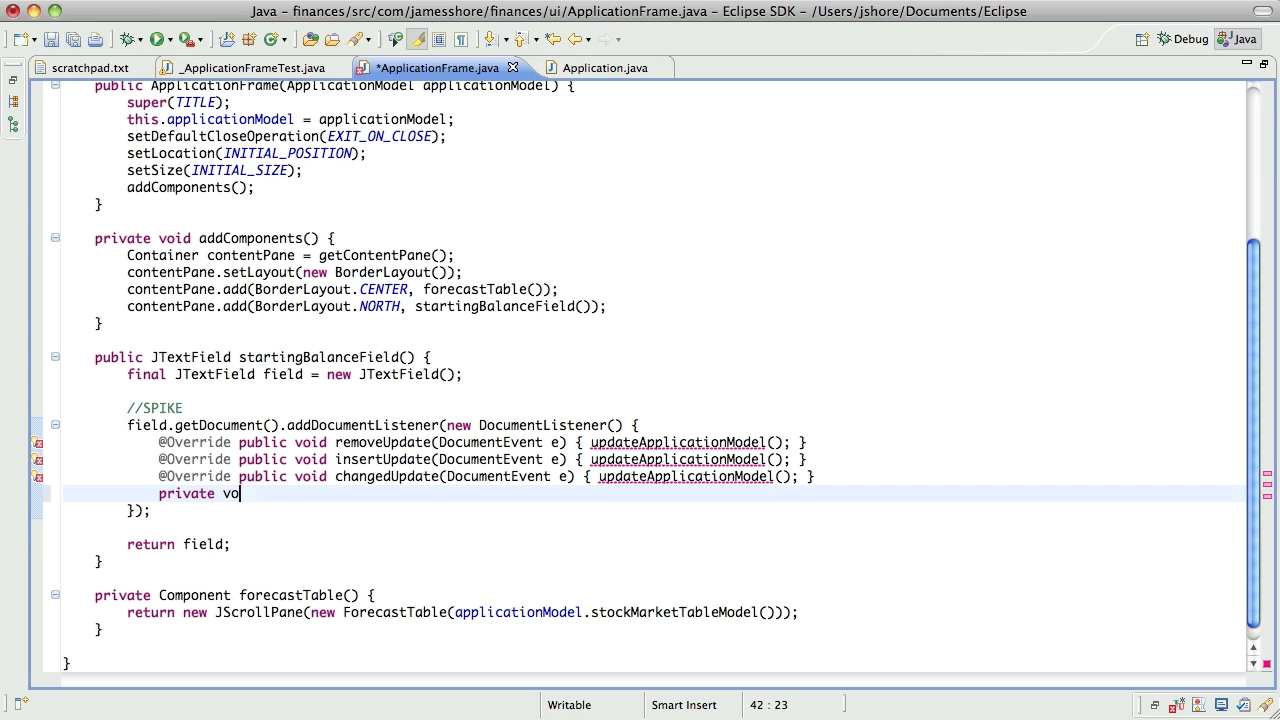 Java – finances/src/com/jamesshore/finances/ui/ApplicationFrame.java – Eclipse SDK – /Users/jshore/Documents/Eclipse
Debug Java
scratchpad.txt _ApplicationFrameTest.java *ApplicationFrame.java Application.java
public ApplicationFrame(ApplicationModel applicationModel) {
super(TITLE);
this.applicationModel = applicationModel;
setDefaultCloseOperation(EXIT_ON_CLOSE);
setLocation(INITIAL_POSITION);
setSize(INITIAL_SIZE);
addComponents();
}
private void addComponents() {
Container contentPane = getContentPane();
contentPane.setLayout(new BorderLayout());
contentPane.add(BorderLayout.CENTER, forecastTable());
contentPane.add(BorderLayout.NORTH, startingBalanceField());
}
public JTextField startingBalanceField() {
final JTextField field = new JTextField();
//SPIKE
field.getDocument().addDocumentListener(new DocumentListener() {
@Override public void removeUpdate(DocumentEvent e) { updateApplicationModel(); }
@Override public void insertUpdate(DocumentEvent e) { updateApplicationModel(); }
@Override public void changedUpdate(DocumentEvent e) { updateApplicationModel(); }
private vo
});
return field;
}
private Component forecastTable() {
return new JScrollPane(new ForecastTable(applicationModel.stockMarketTableModel()));
}
}
Writable Smart Insert 42 : 23